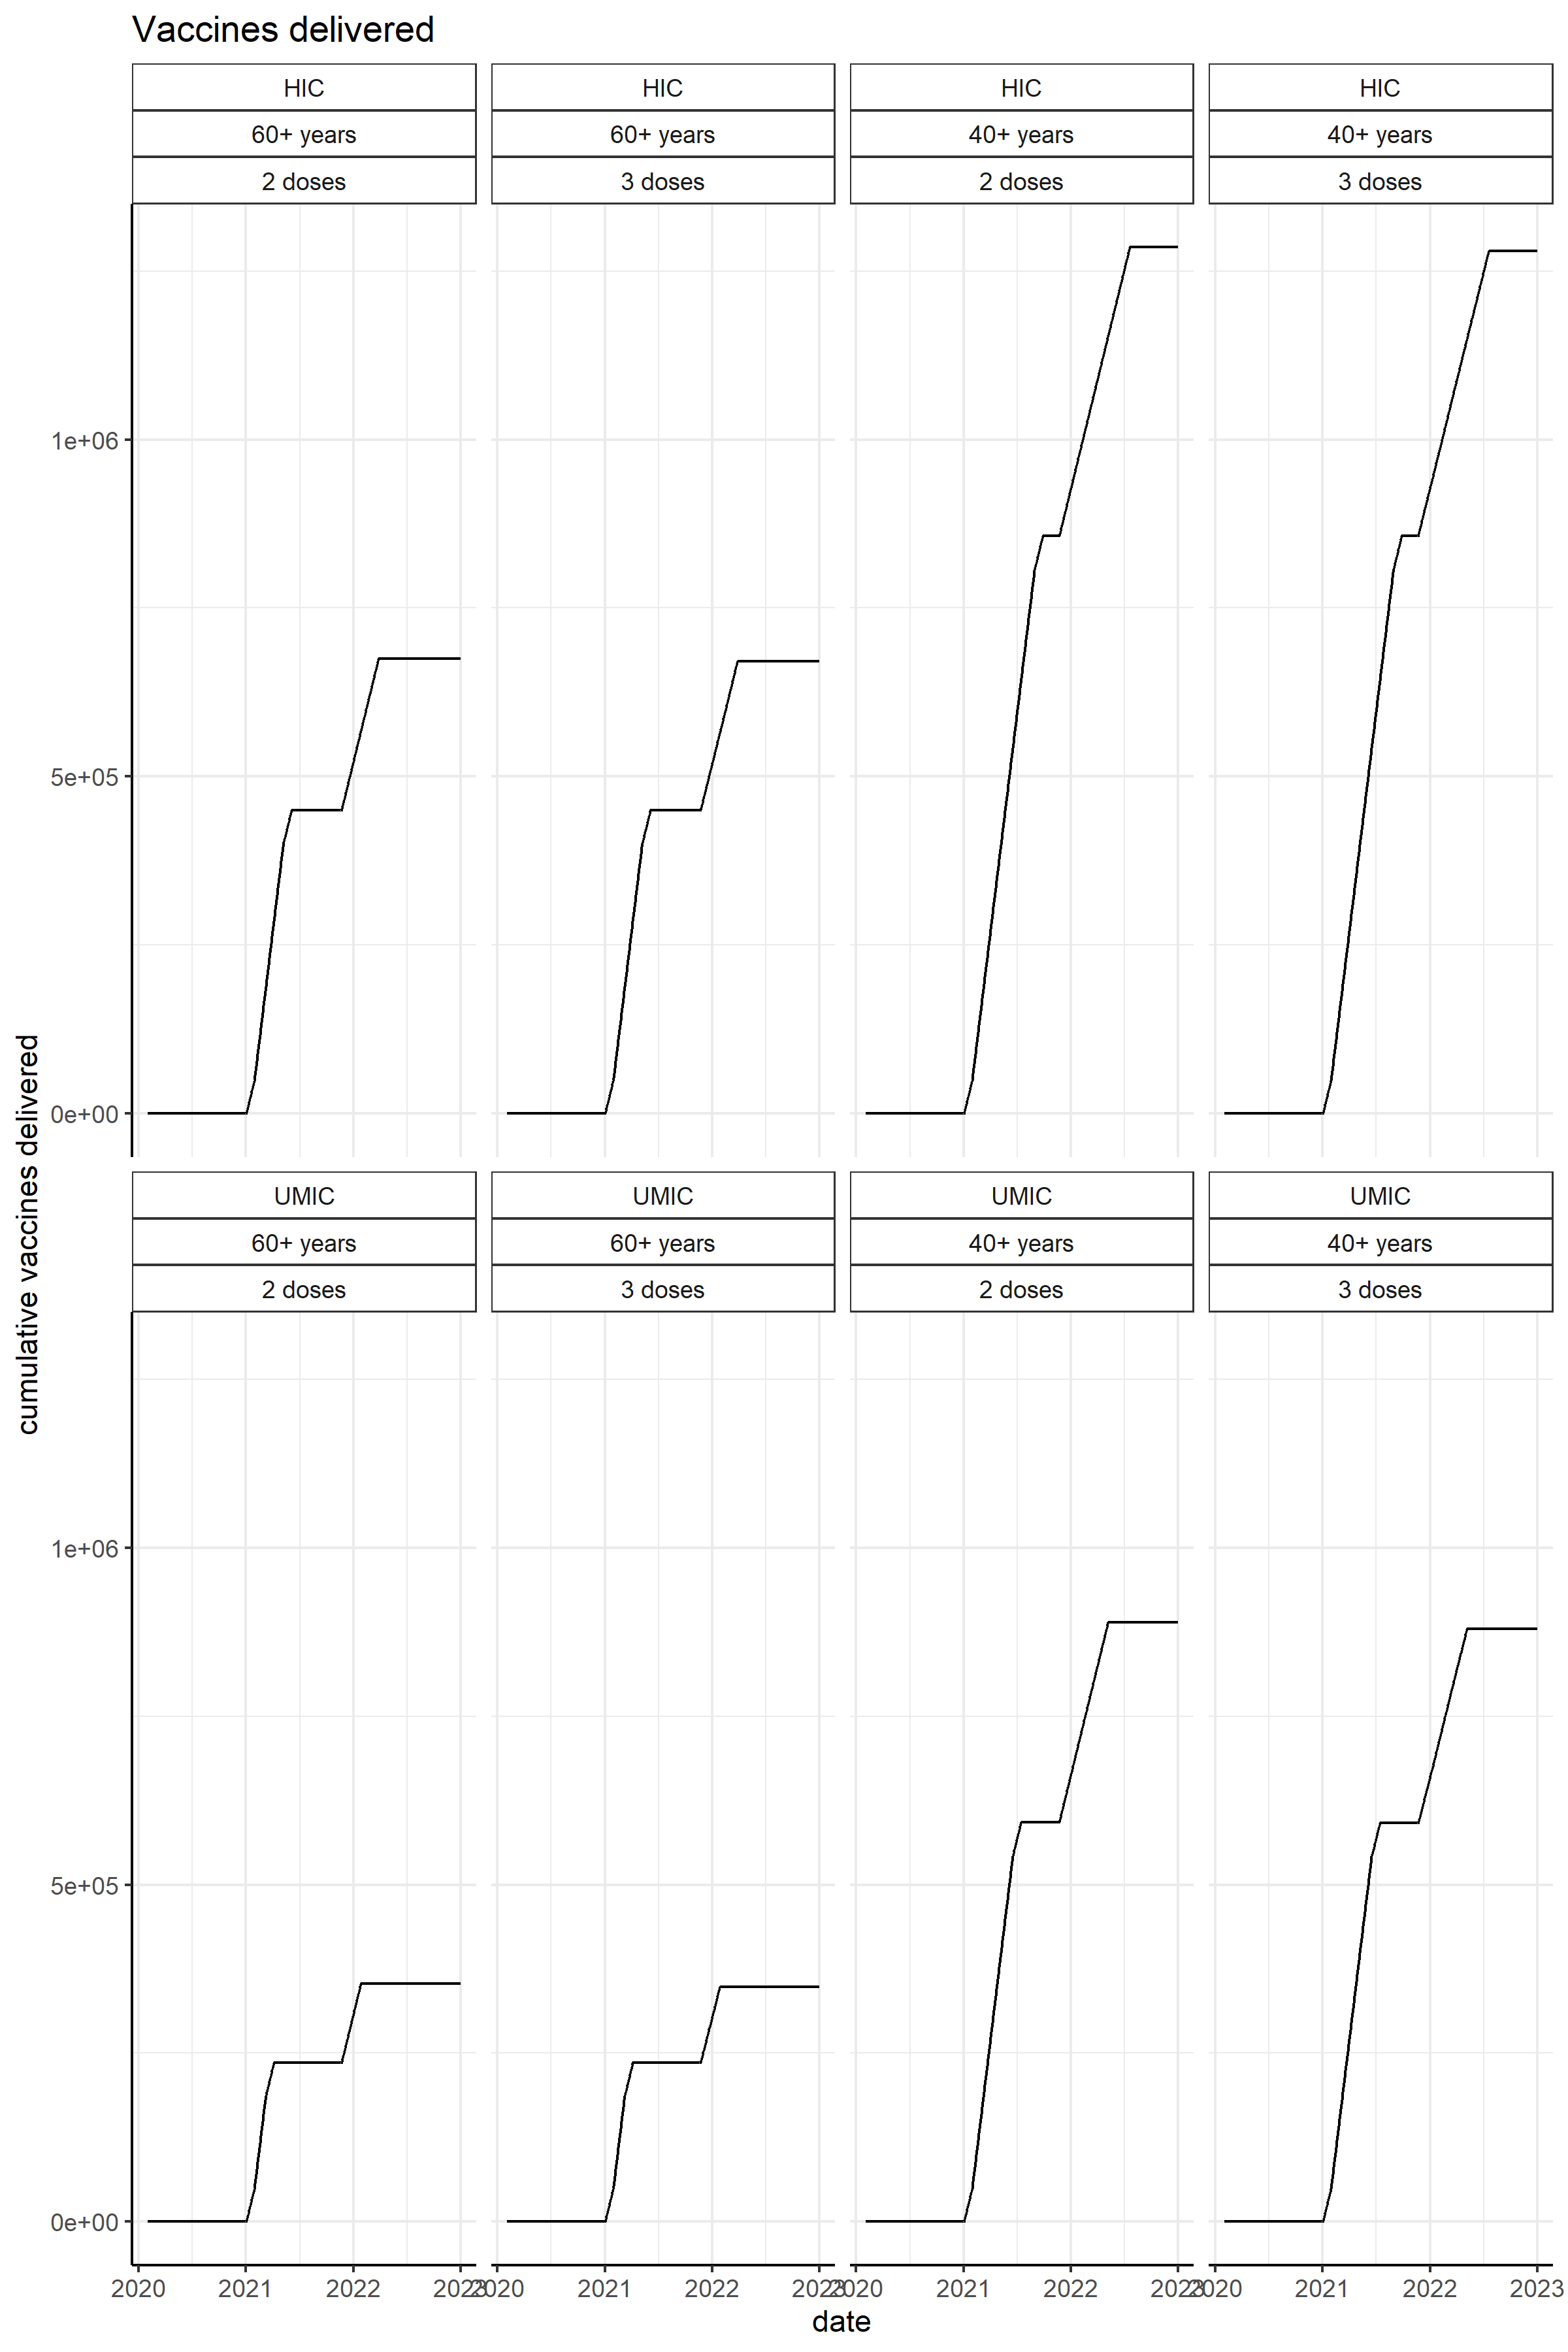 Vaccines delivered
HIC HIC HIC HIC
60+ years 60+ years 40+ years 40+ years
2 doses 3 doses 2 doses 3 doses
1e+06
5e+05
0e+00
cumulative vaccines delivered
UMIC UMIC UMIC UMIC
60+ years 60+ years 40+ years 40+ years
2 doses 3 doses 2 doses 3 doses
1e+06
5e+05
0e+00
2020 2021 2022 2023 2020 2021 2022 2023 2020 2021 2022 2023 2020 2021 2022 2023
date